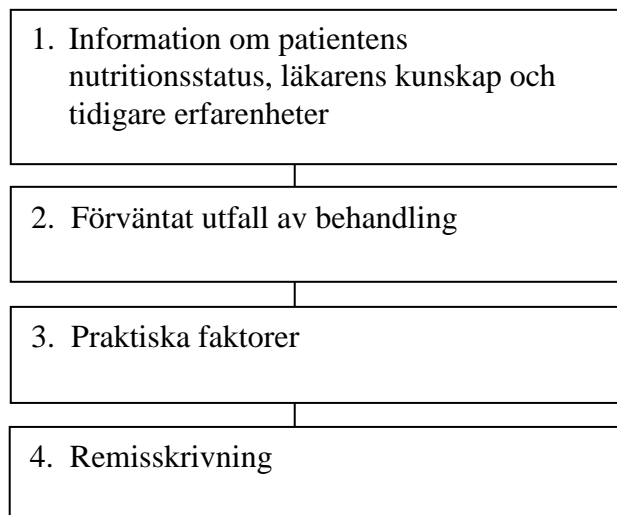 1. Information om patientens
nutritionsstatus, läkarens kunskap och
tidigare erfarenheter
2. Förväntat utfall av behandling
3. Praktiska faktorer
4. Remisskrivning